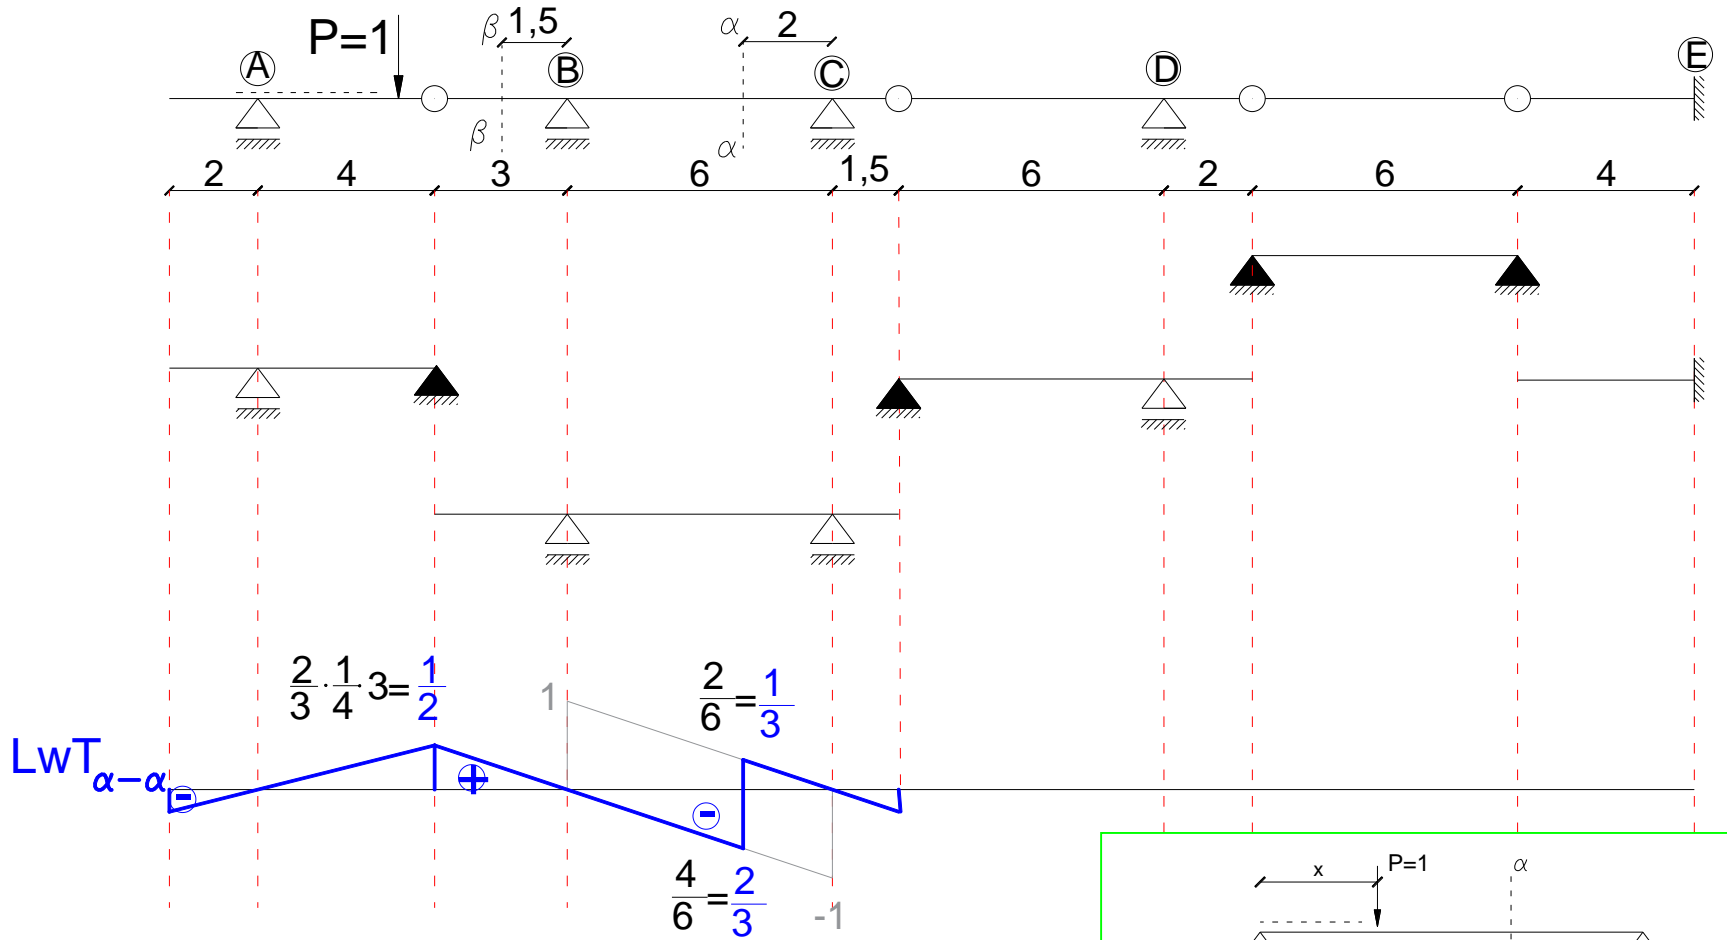 P=1
β 1,5
α 2
A B C D E
β α
2 4 3 6 1,5 6 2 6 4
2/3 · 1/4 · 3 = 1/2
1
2/6 = 1/3
LwTα-α
- + -
4/6 = 2/3
-1
x P=1 α